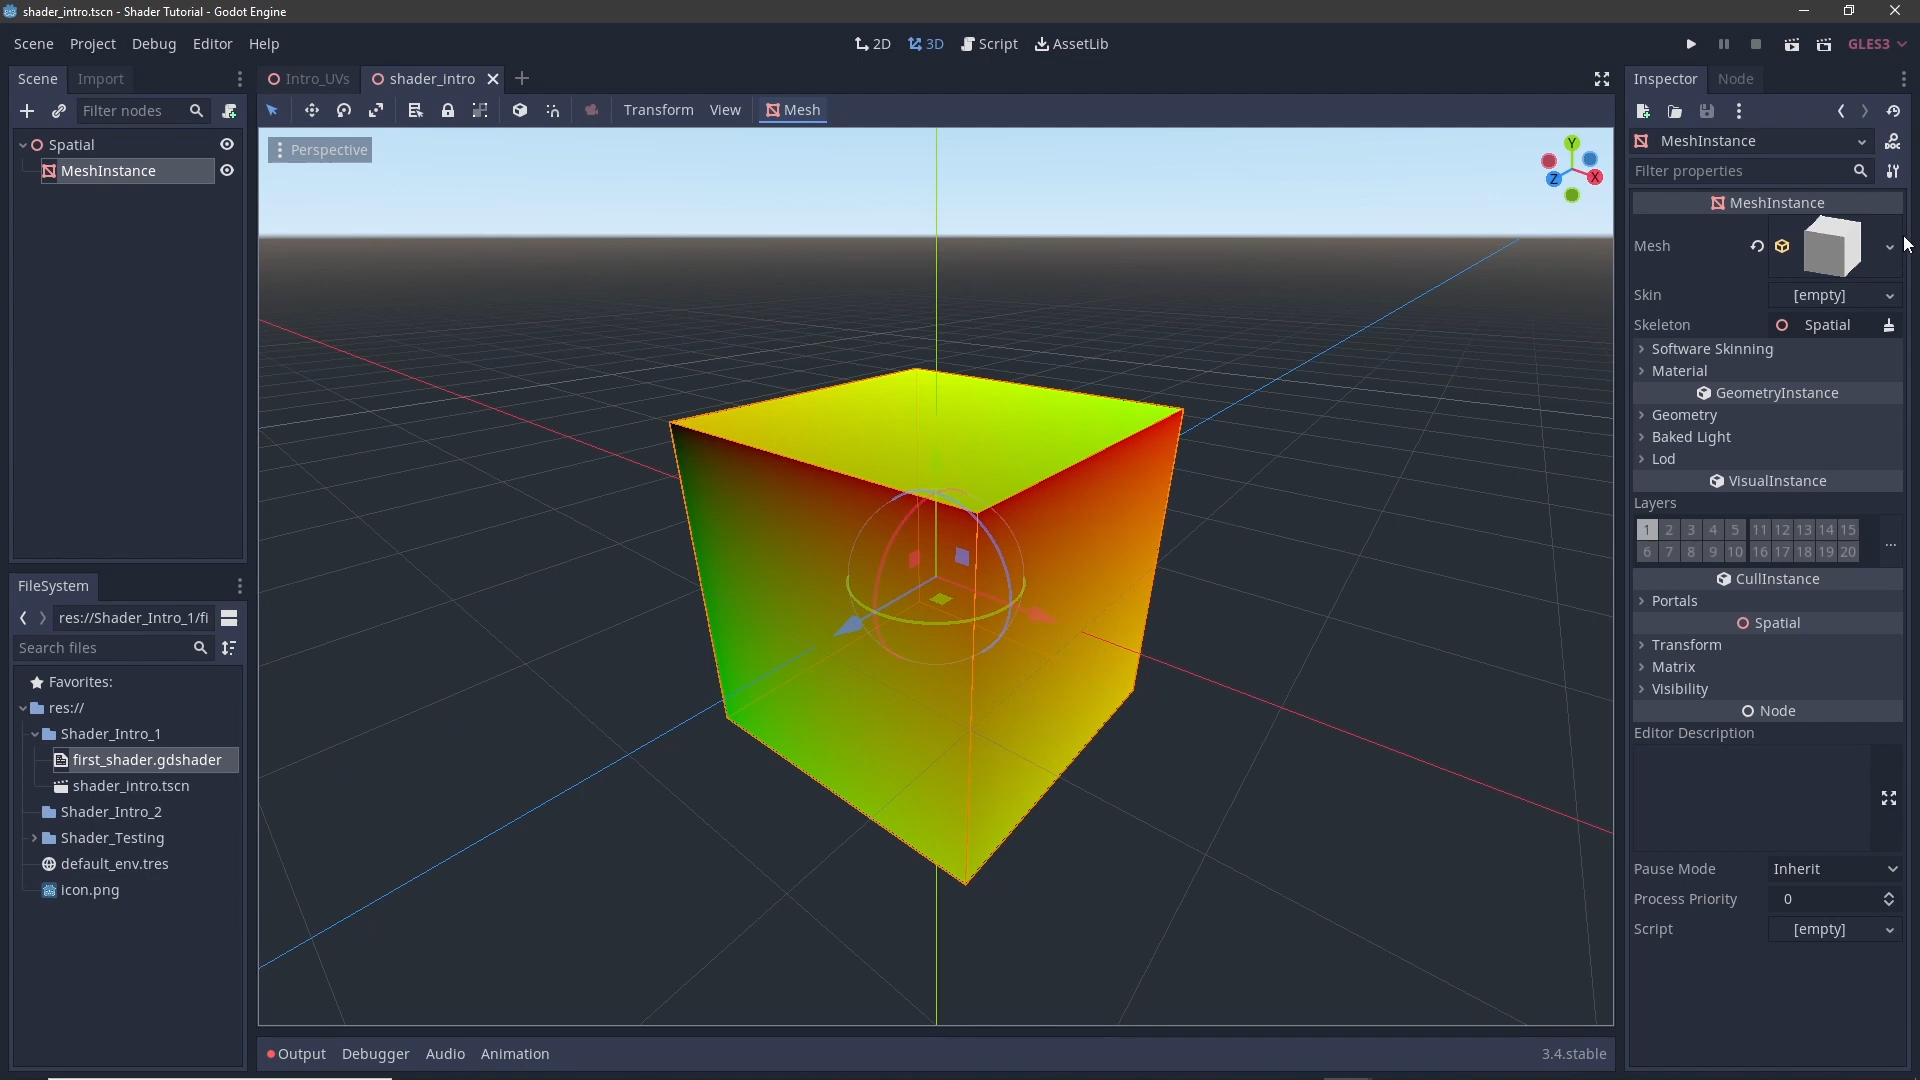 shader_intro.tscn - Shader Tutorial - Godot Engine
Scene Project Debug Editor Help
2D 3D Script AssetLib
GLES3
Scene Import
Filter nodes
Spatial
MeshInstance
FileSystem
res://Shader_Intro_1/fi
Search files
Favorites:
res://
Shader_Intro_1
first_shader.gdshader
shader_intro.tscn
Shader_Intro_2
Shader_Testing
default_env.tres
icon.png
Intro_UVs shader_intro
Transform View Mesh
Perspective
Y
Z
X
Output Debugger Audio Animation
3.4.stable
Inspector Node
MeshInstance
Filter properties
MeshInstance
Mesh
Skin [empty]
Skeleton Spatial
Software Skinning
Material
GeometryInstance
Geometry
Baked Light
Lod
VisualInstance
Layers
1 2 3 4 5 11 12 13 14 15
6 7 8 9 10 16 17 18 19 20
...
CullInstance
Portals
Spatial
Transform
Matrix
Visibility
Node
Editor Description
Pause Mode Inherit
Process Priority 0
Script [empty]